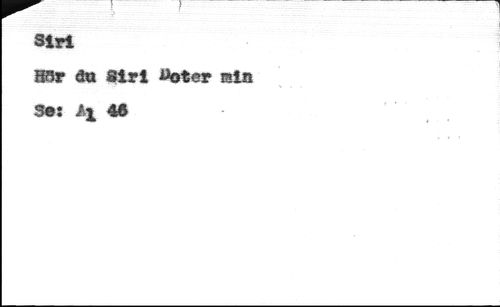 Siri
Hör du Siri Doter min
Se: A1 46